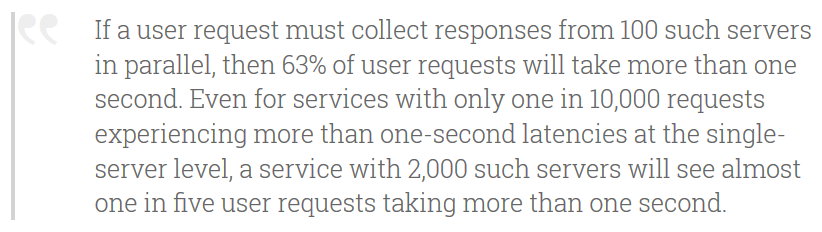 If a user request must collect responses from 100 such servers
in parallel, then 63% of user requests will take more than one
second. Even for services with only one in 10,000 requests
experiencing more than one-second latencies at the single-
server level, a service with 2,000 such servers will see almost
one in five user requests taking more than one second.